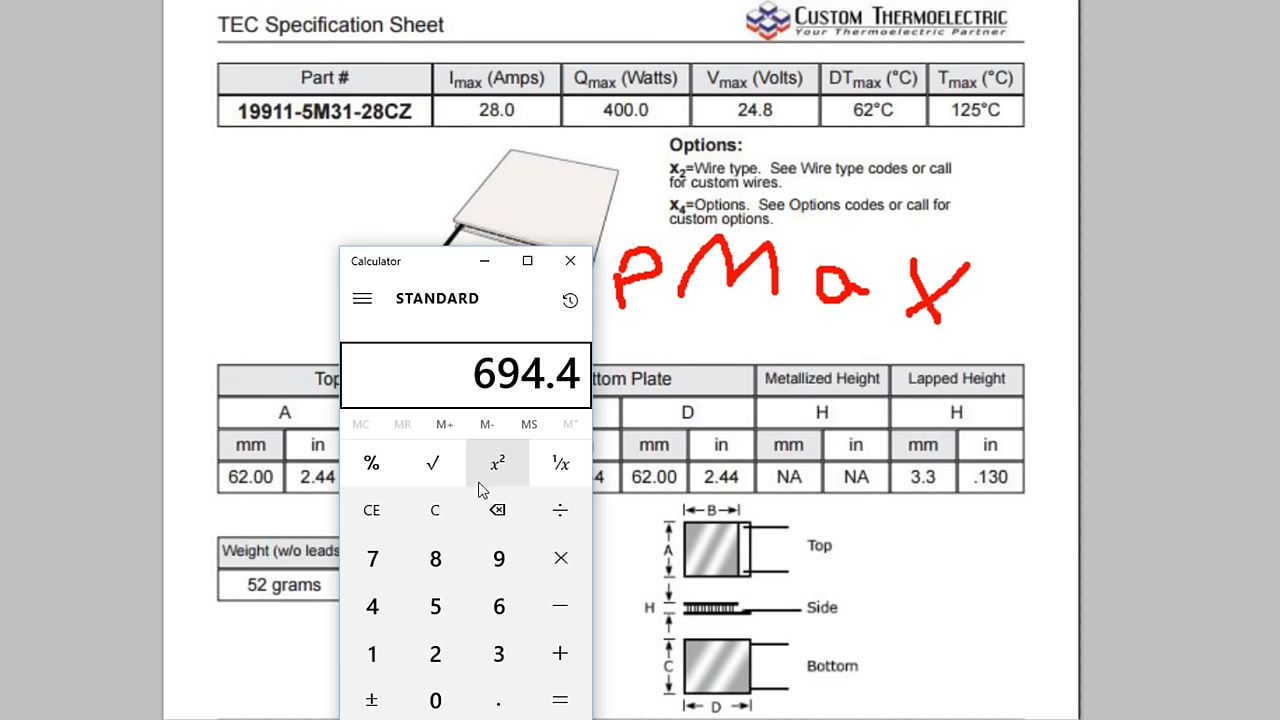 TEC Specification Sheet
CUSTOM THERMOELECTRIC
Your Thermoelectric Partner
Part # Imax (Amps) Qmax (Watts) Vmax (Volts) DTmax (°C) Tmax (°C)
19911-5M31-28CZ 28.0 400.0 24.8 62°C 125°C
Options:
X2=Wire type. See Wire type codes or call
for custom wires.
X4=Options. See Options codes or call for
custom options.
PMax
Calculator
STANDARD
694.4
MC MR M+ M- MS M˅
% √ x² ¹/x
CE C ⌫ ÷
7 8 9 ×
4 5 6 −
1 2 3 +
± 0 . =
Top ttom Plate Metallized Height Lapped Height
A D H H
mm in mm in mm in mm in
62.00 2.44 4 62.00 2.44 NA NA 3.3 .130
Weight (w/o leads
52 grams
B
A
Top
H
Side
C
Bottom
D